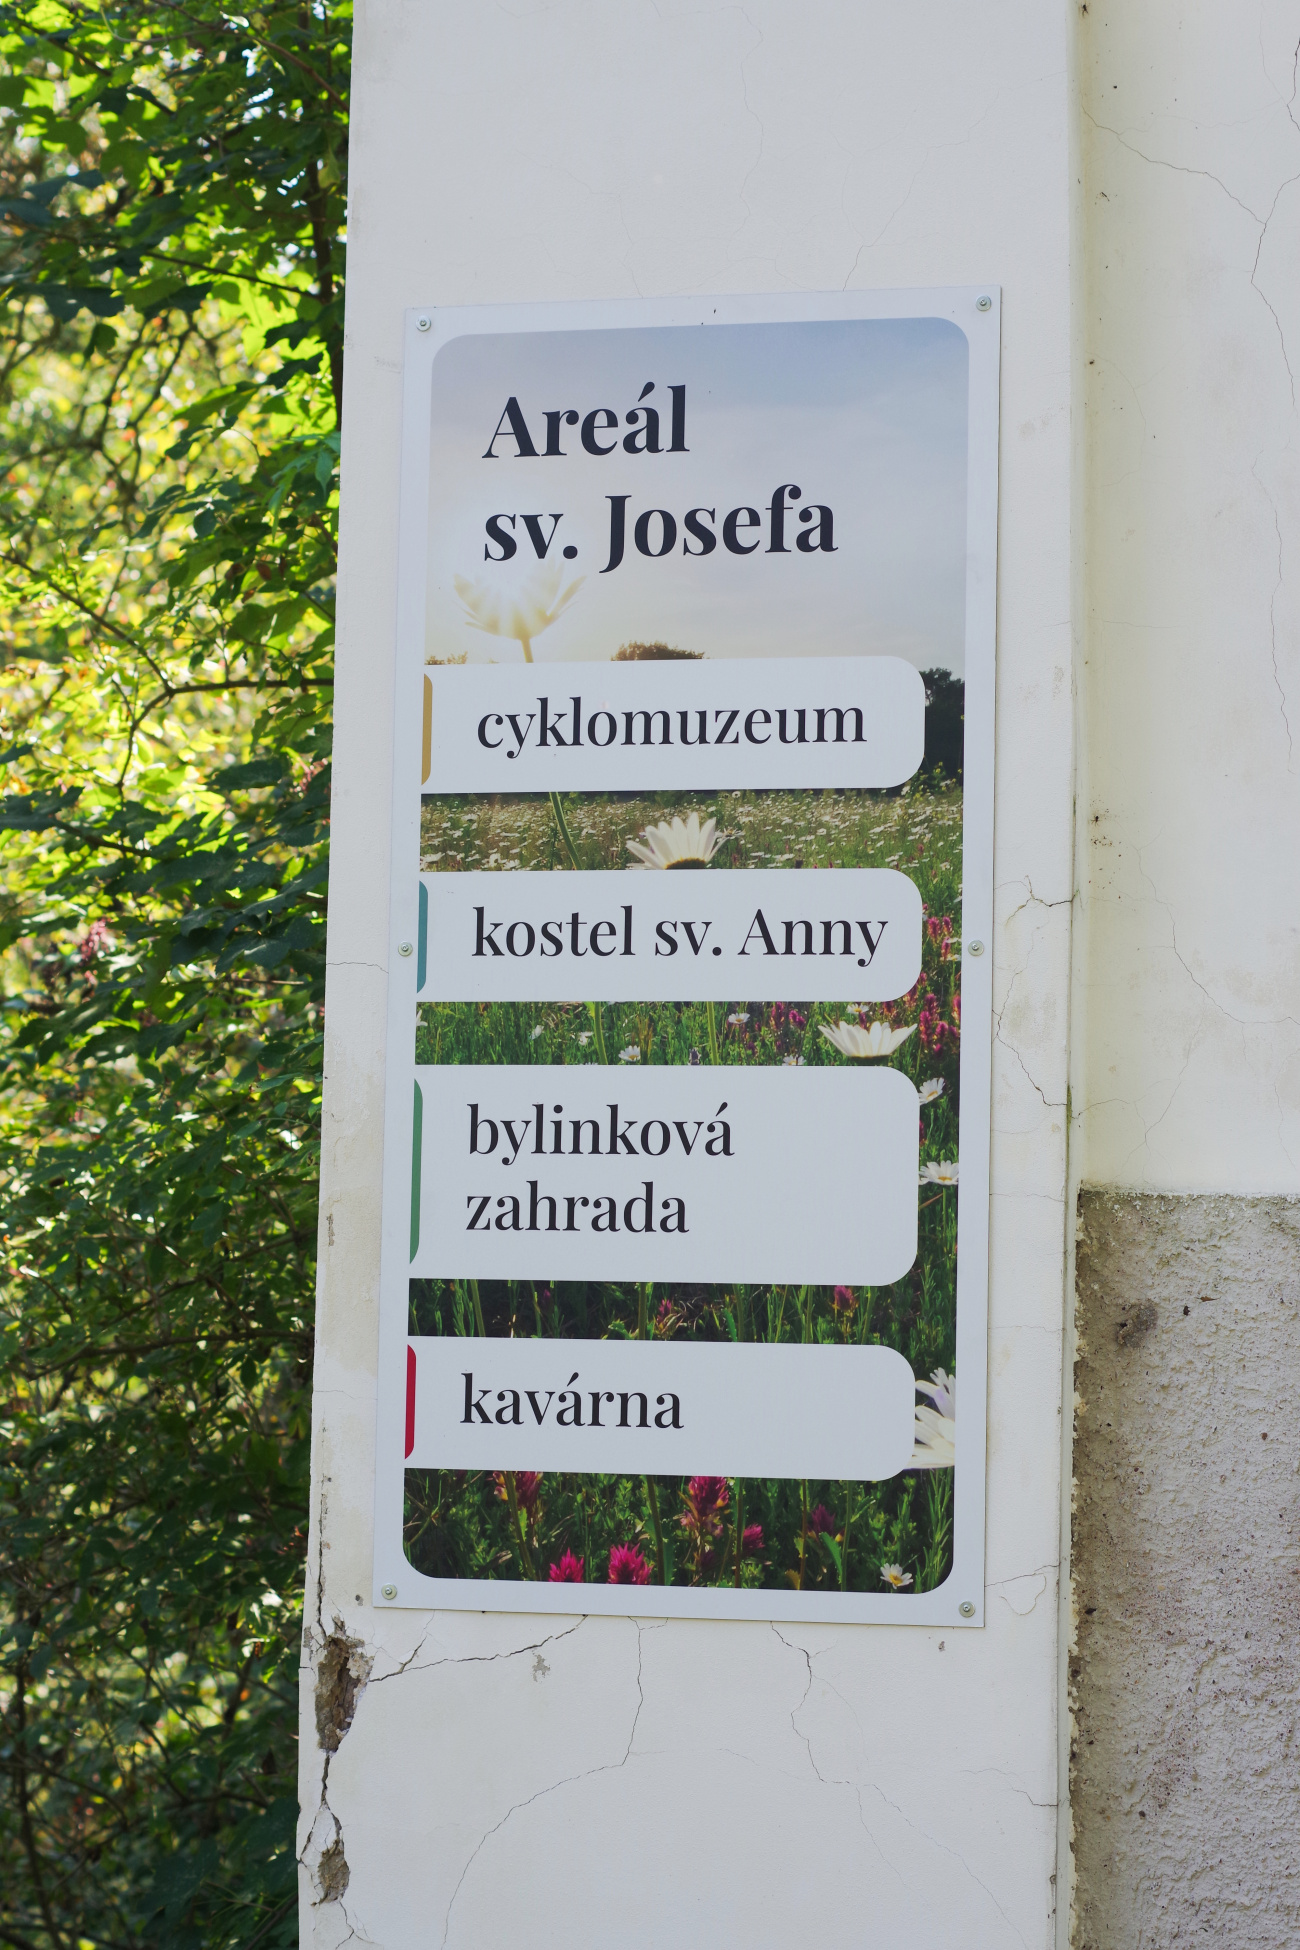 Areál
sv. Josefa
cyklomuzeum
kostel sv. Anny
bylinková
zahrada
kavárna